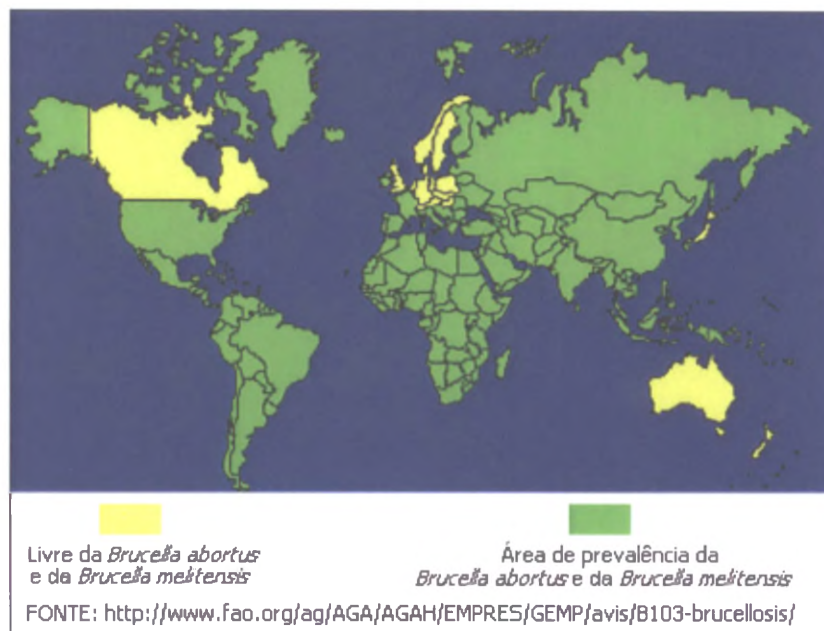 Livre da Brucella abortus
e da Brucella melitensis
Área de prevalência da
Brucella abortus e da Brucella melitensis
FONTE: http://www.fao.org/ag/AGA/AGAH/EMPRES/GEMP/avis/B103-brucellosis/